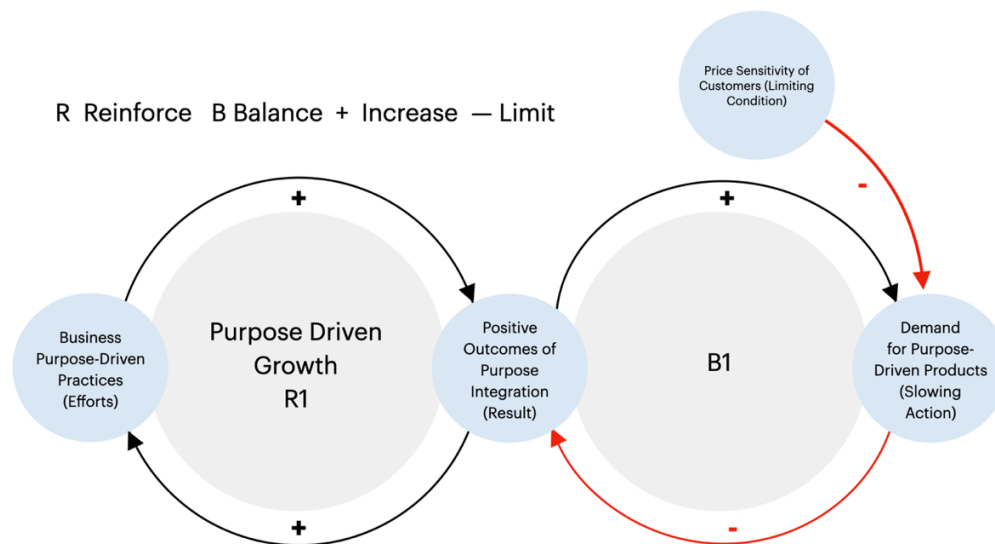 Price Sensitivity of
Customers (Limiting
Condition)
R Reinforce B Balance + Increase — Limit
-
+
+
Business
Purpose-Driven
Practices
(Efforts)
Purpose Driven
Growth
R1
Positive
Outcomes of
Purpose
Integration
(Result)
B1
Demand
for Purpose-
Driven Products
(Slowing
Action)
+
-